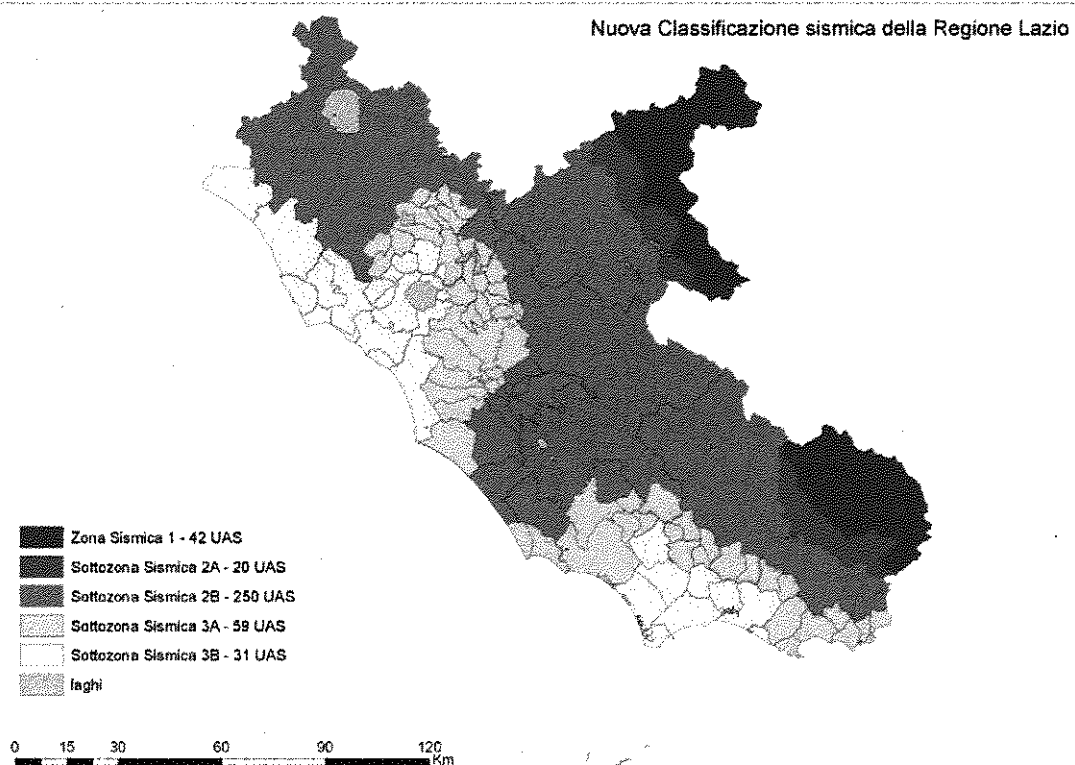 Nuova Classificazione sismica della Regione Lazio
Zona Sismica 1 - 42 UAS
Sottozona Sismica 2A - 20 UAS
Sottozona Sismica 2B - 250 UAS
Sottozona Sismica 3A - 59 UAS
Sottozona Sismica 3B - 31 UAS
laghi
0 15 30 60 90 120
Km